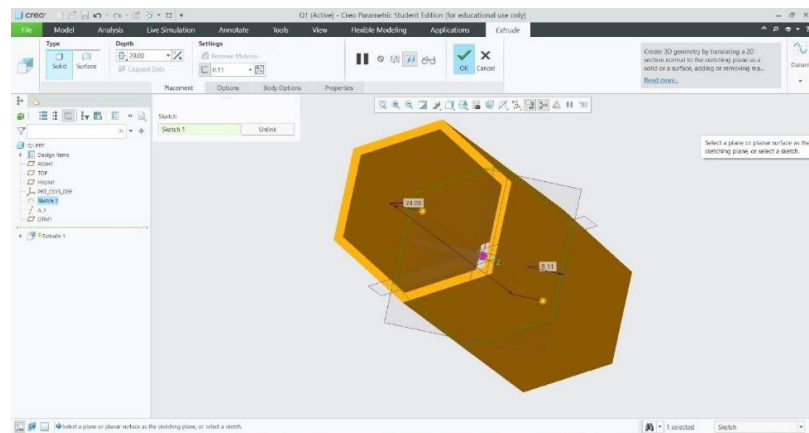 creo
Q1 (Active) - Creo Parametric Student Edition (for educational use only)
File Model Analysis Live Simulation Annotate Tools View Flexible Modeling Applications Extrude
Type Depth Settings
Solid Surface
20.00
Capped Ends
Remove Material
0.11
OK Cancel
Create 3D geometry by translating a 2D
section normal to the sketching plane as a
solid or a surface, adding or removing ma...
Read more...
Datum
Placement Options Body Options Properties
Sketch
Sketch 1 Unlink
Select a plane or planar surface as the
sketching plane, or select a sketch.
Q1.PRT
Design Items
RIGHT
TOP
FRONT
PRT_CSYS_DEF
Sketch 1
A_1
DTM1
Extrude 1
20.00
0.11
Select a plane or planar surface as the sketching plane, or select a sketch.
1 selected
Sketch